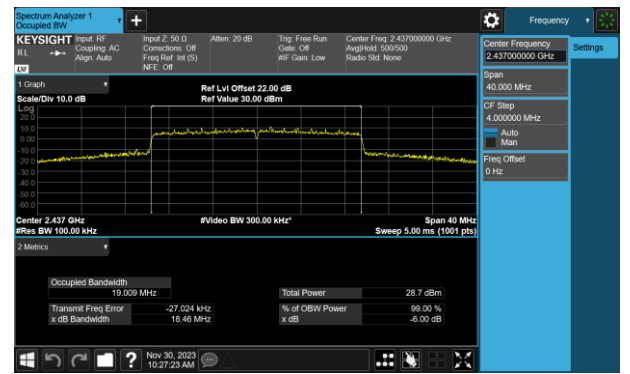 Spectrum Analyzer 1
Occupied BW
+
Frequency
KEYSIGHT
RL
Input: RF
Coupling: AC
Align: Auto
Input Z: 50 Ω
Corrections: Off
Freq Ref: Int (S)
NFE: Off
Atten: 20 dB
Trig: Free Run
Gate: Off
#IF Gain: Low
Center Freq: 2.437000000 GHz
Avg|Hold: 500/500
Radio Std: None
LXI
Center Frequency
2.437000000 GHz
Settings
Span
40.000 MHz
CF Step
4.000000 MHz
Auto
Man
Freq Offset
0 Hz
1 Graph
Scale/Div 10.0 dB
Ref Lvl Offset 22.00 dB
Ref Value 30.00 dBm
Log
20.0
10.0
0.00
-10.0
-20.0
-30.0
-40.0
-50.0
-60.0
Center 2.437 GHz
#Video BW 300.00 kHz*
Span 40 MHz
#Res BW 100.00 kHz
Sweep 5.00 ms (1001 pts)
2 Metrics
Occupied Bandwidth
19.009 MHz
Total Power 28.7 dBm
Transmit Freq Error -27.024 kHz
% of OBW Power 99.00 %
x dB Bandwidth 18.46 MHz
x dB -6.00 dB
?
Nov 30, 2023
10:27:23 AM